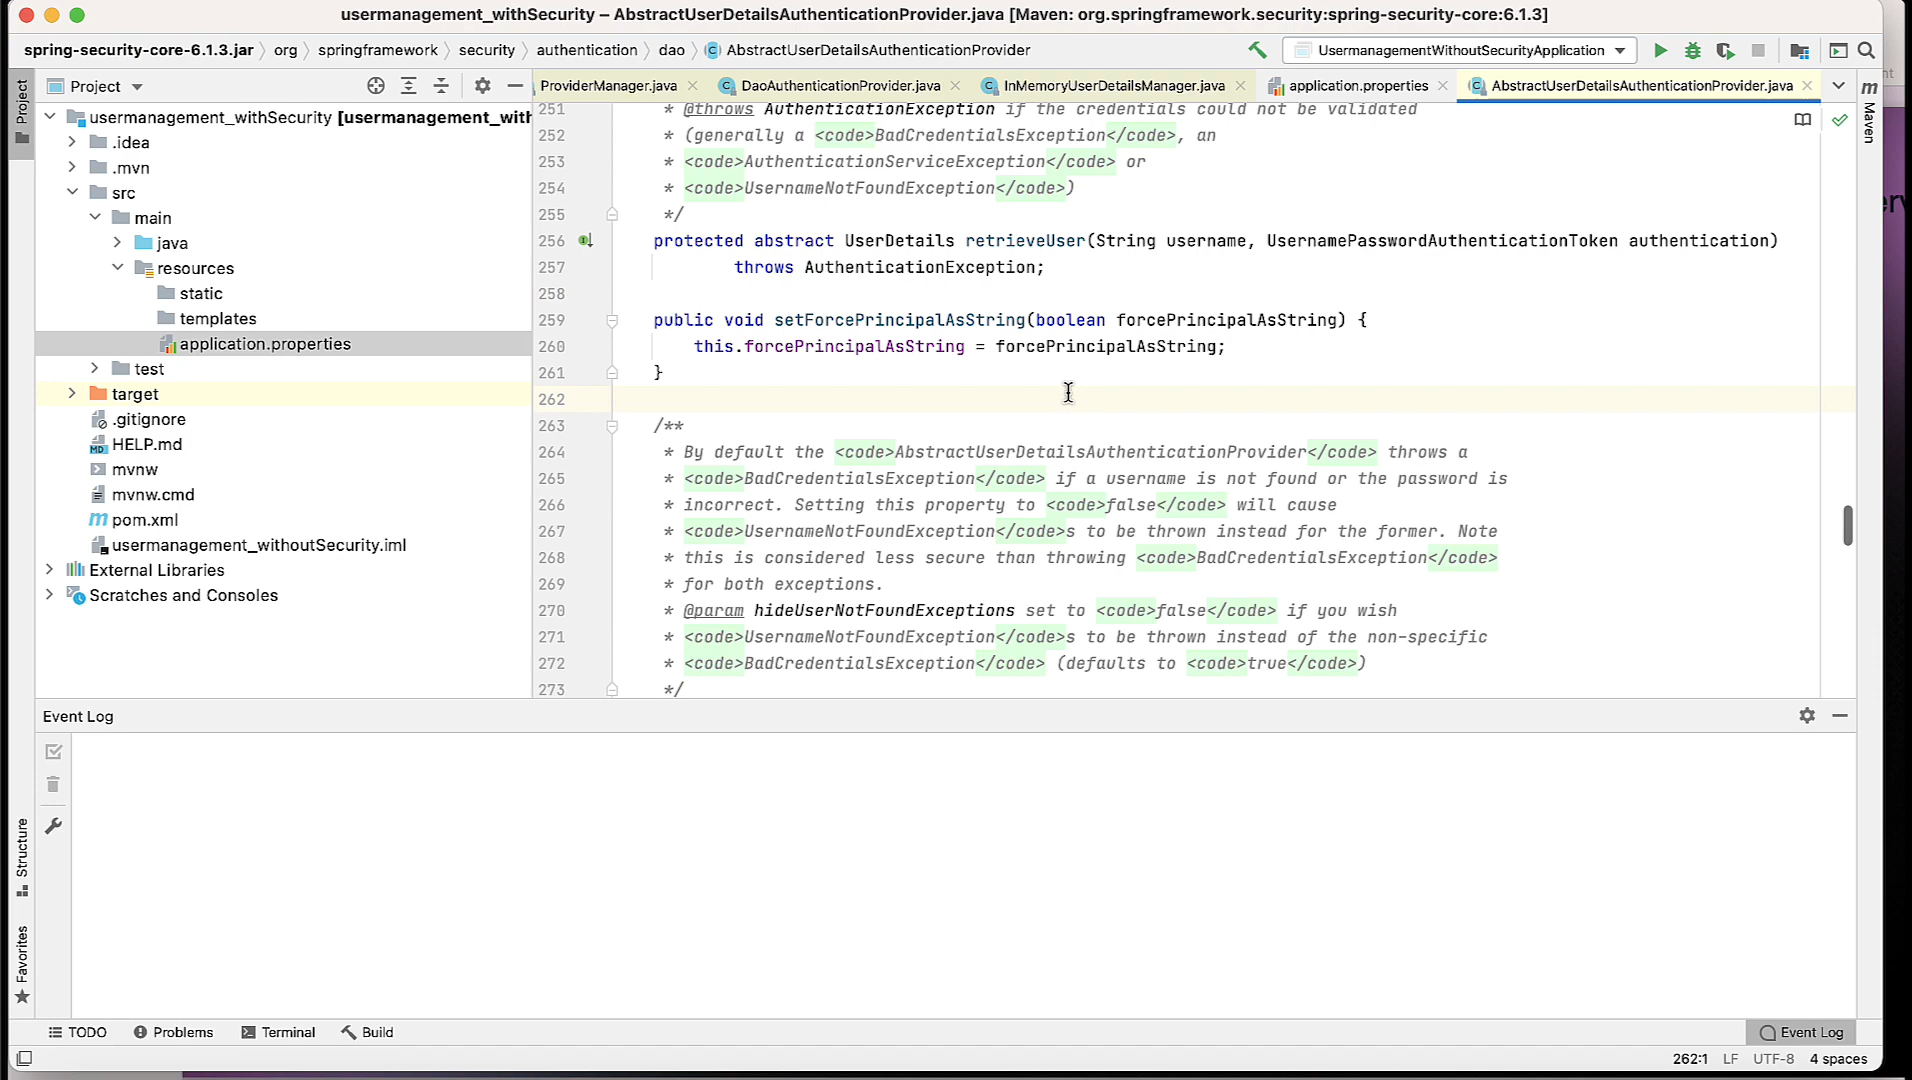 usermanagement_withSecurity – AbstractUserDetailsAuthenticationProvider.java [Maven: org.springframework.security:spring-security-core:6.1.3]
spring-security-core-6.1.3.jar org springframework security authentication dao AbstractUserDetailsAuthenticationProvider UsermanagementWithoutSecurityApplication
Project
ProviderManager.java DaoAuthenticationProvider.java InMemoryUserDetailsManager.java application.properties AbstractUserDetailsAuthenticationProvider.java
usermanagement_withSecurity [usermanagement_with
.idea
.mvn
src
main
java
resources
static
templates
application.properties
test
target
.gitignore
HELP.md
mvnw
mvnw.cmd
pom.xml
usermanagement_withoutSecurity.iml
External Libraries
Scratches and Consoles
251 * @throws AuthenticationException if the credentials could not be validated
252 * (generally a <code>BadCredentialsException</code>, an
253 * <code>AuthenticationServiceException</code> or
254 * <code>UsernameNotFoundException</code>)
255 */
256 protected abstract UserDetails retrieveUser(String username, UsernamePasswordAuthenticationToken authentication)
257 throws AuthenticationException;
258
259 public void setForcePrincipalAsString(boolean forcePrincipalAsString) {
260 this.forcePrincipalAsString = forcePrincipalAsString;
261 }
262
263 /**
264 * By default the <code>AbstractUserDetailsAuthenticationProvider</code> throws a
265 * <code>BadCredentialsException</code> if a username is not found or the password is
266 * incorrect. Setting this property to <code>false</code> will cause
267 * <code>UsernameNotFoundException</code>s to be thrown instead for the former. Note
268 * this is considered less secure than throwing <code>BadCredentialsException</code>
269 * for both exceptions.
270 * @param hideUserNotFoundExceptions set to <code>false</code> if you wish
271 * <code>UsernameNotFoundException</code>s to be thrown instead of the non-specific
272 * <code>BadCredentialsException</code> (defaults to <code>true</code>)
273 */
Project
Structure
Favorites
Maven
Event Log
TODO Problems Terminal Build Event Log
262:1 LF UTF-8 4 spaces